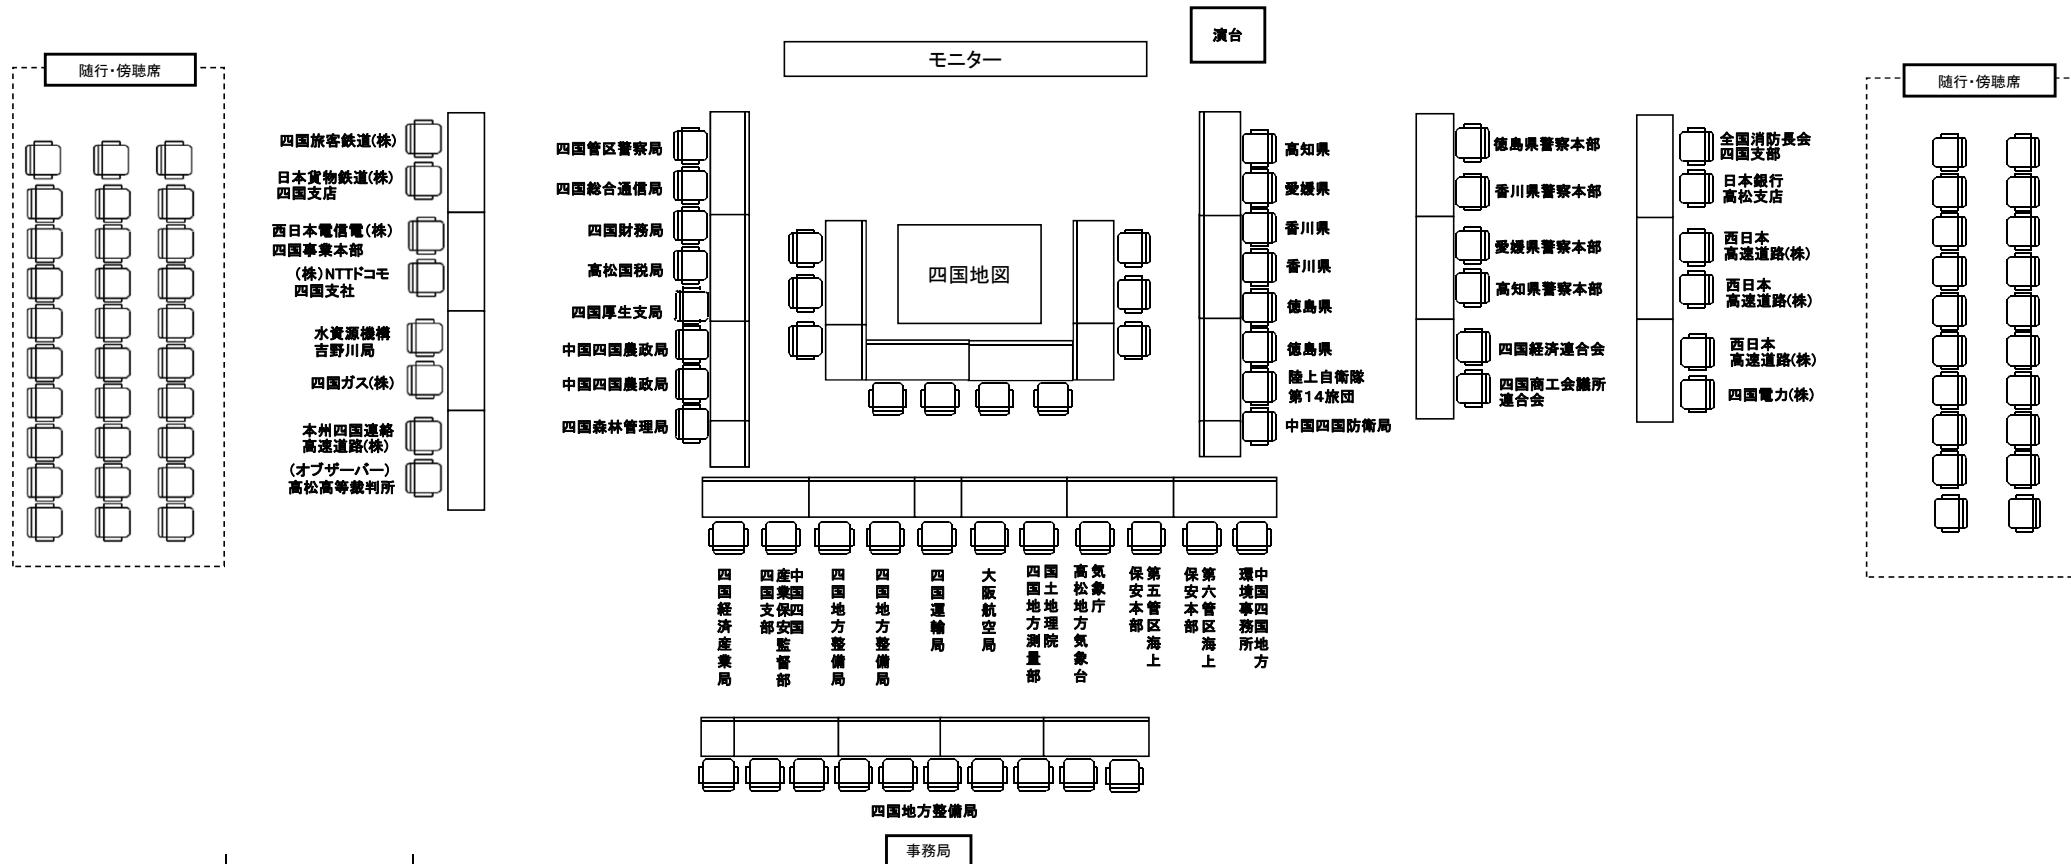 演台
モニター
随行・傍聴席
随行・傍聴席
四国旅客鉄道(株)
日本貨物鉄道(株)
四国支店
西日本電信電(株)
四国事業本部
(株)NTTドコモ
四国支社
水資源機構
吉野川局
四国ガス(株)
本州四国連絡
高速道路(株)
(オブザーバー)
高松高等裁判所
四国管区警察局
四国総合通信局
四国財務局
高松国税局
四国厚生支局
中国四国農政局
中国四国農政局
四国森林管理局
四国地図
高知県
愛媛県
香川県
香川県
徳島県
徳島県
陸上自衛隊
第14旅団
中国四国防衛局
徳島県警察本部
香川県警察本部
愛媛県警察本部
高知県警察本部
四国経済連合会
四国商工会議所
連合会
全国消防長会
四国支部
日本銀行
高松支店
西日本
高速道路(株)
西日本
高速道路(株)
西日本
高速道路(株)
四国電力(株)
四国経済産業局
中国四国
産業保安監督部
四国支部
四国地方整備局
四国地方整備局
四国運輸局
大阪航空局
国土地理院
四国地方測量部
気象庁
高松地方気象台
第五管区海上
保安本部
第六管区海上
保安本部
中国四国地方
環境事務所
四国地方整備局
事務局